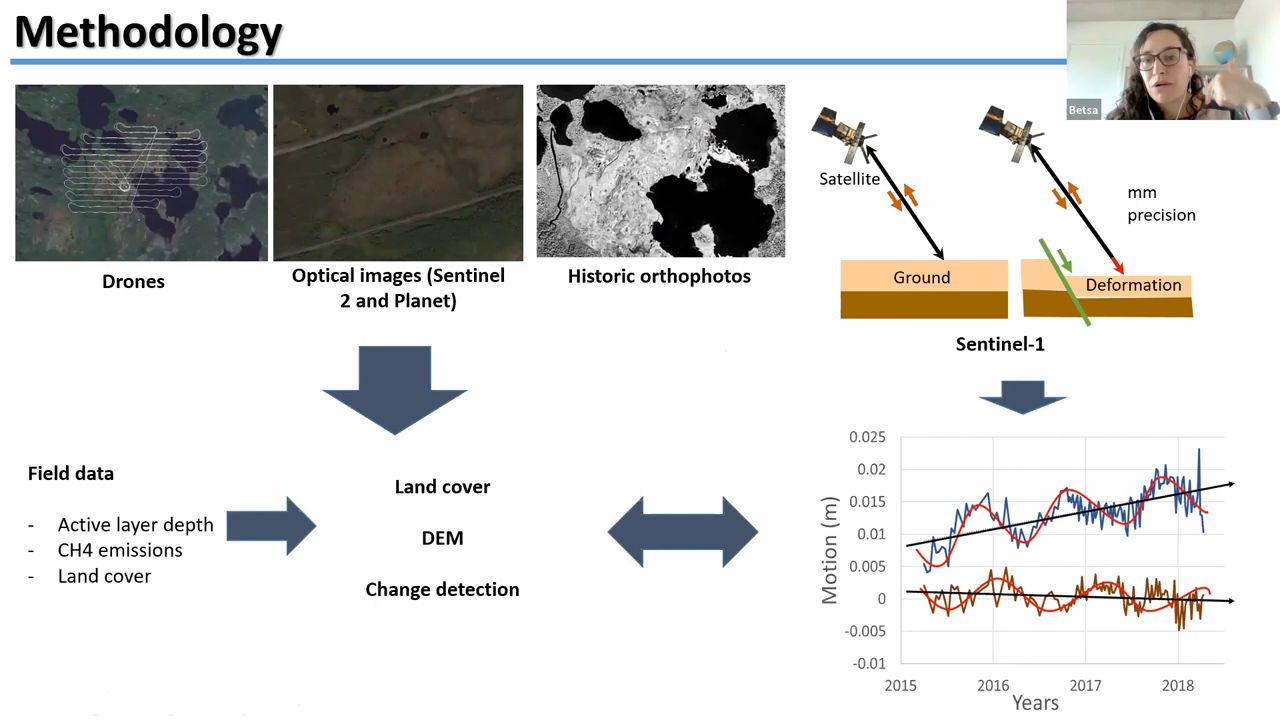 Methodology
Betsa
Drones
Optical images (Sentinel
2 and Planet)
Historic orthophotos
Satellite
mm
precision
Ground
Deformation
Sentinel-1
Field data
- Active layer depth
- CH4 emissions
- Land cover
Land cover
DEM
Change detection
Motion (m)
0.025
0.02
0.015
0.01
0.005
0
-0.005
-0.01
2015 2016 2017 2018
Years